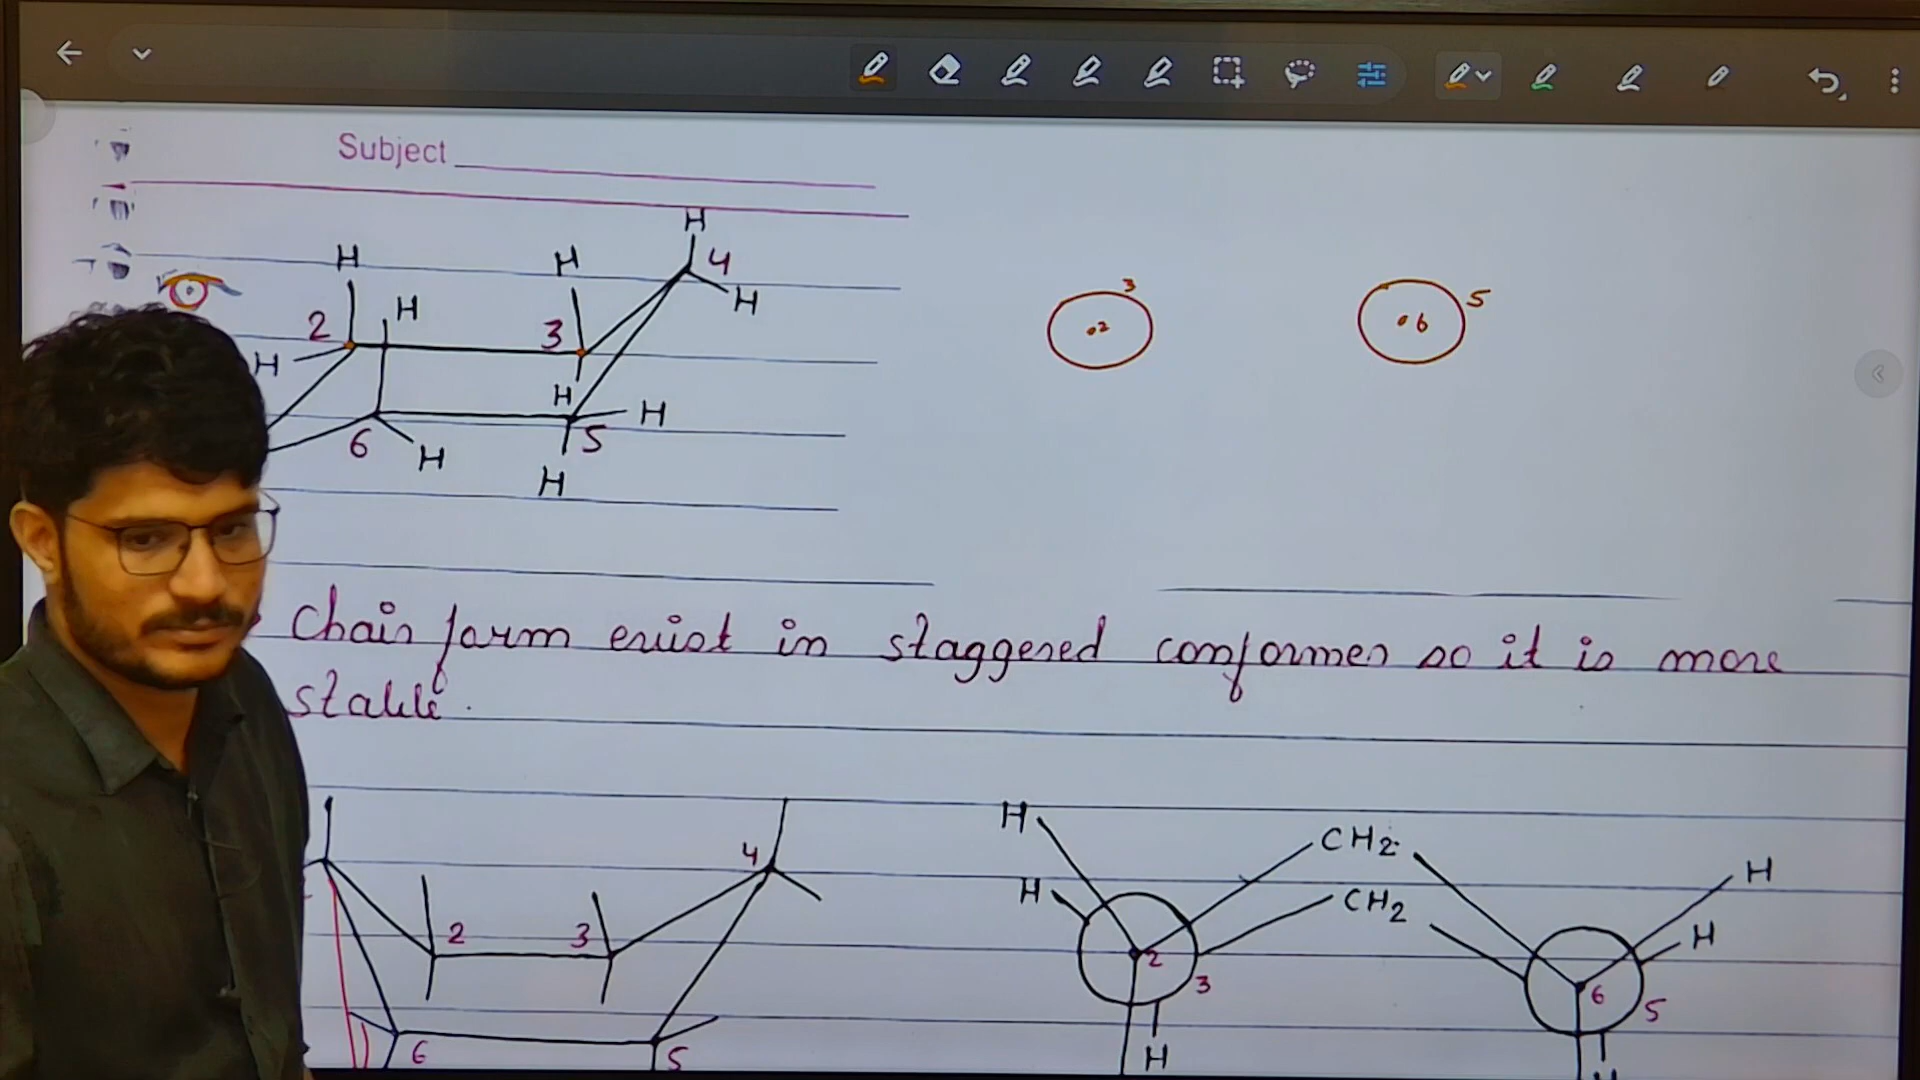 Subject
H
H H 4
H H
2 3
H
H H
6 5
H
H
3
•2
5
•6
Chair form exist in staggered conformer so it is more
stable.
H CH2
4 H
H CH2
2 3 H
2
3
6
5
6 5 H H